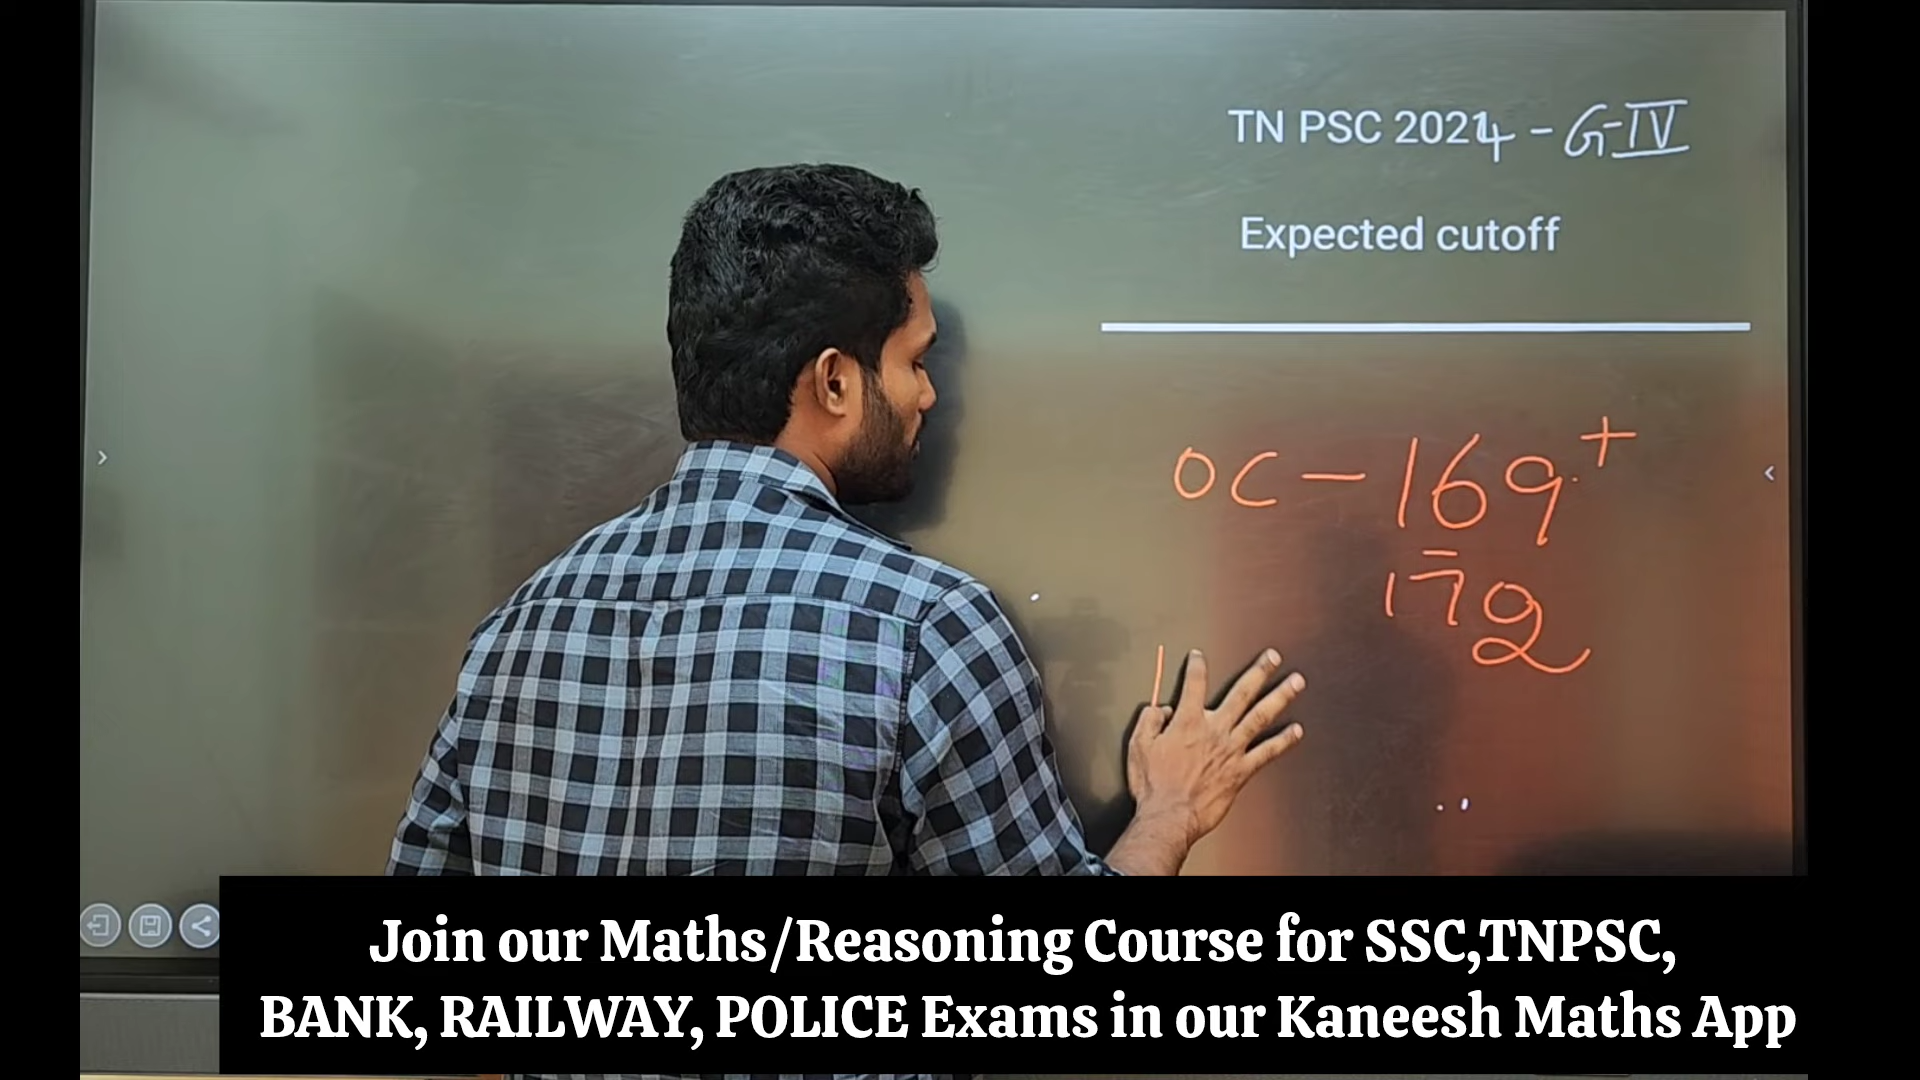 TN PSC 2024 - G-IV
Expected cutoff
OC - 169+
172
Join our Maths/Reasoning Course for SSC,TNPSC,
BANK, RAILWAY, POLICE Exams in our Kaneesh Maths App